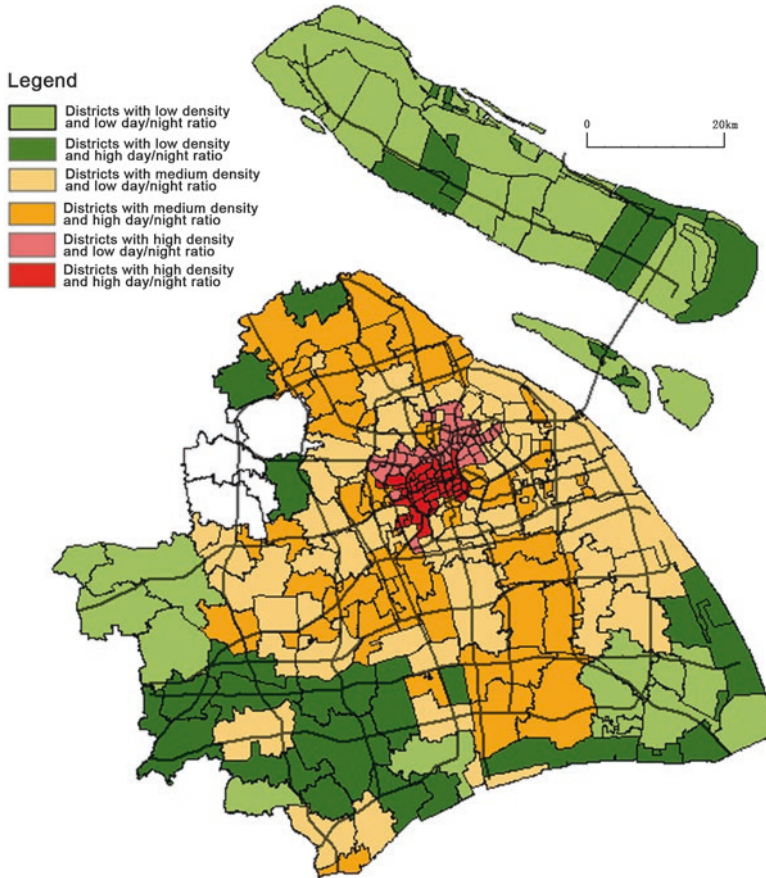 Legend
Districts with low density
and low day/night ratio
Districts with low density
and high day/night ratio
Districts with medium density
and low day/night ratio
Districts with medium density
and high day/night ratio
Districts with high density
and low day/night ratio
Districts with high density
and high day/night ratio
0 20km